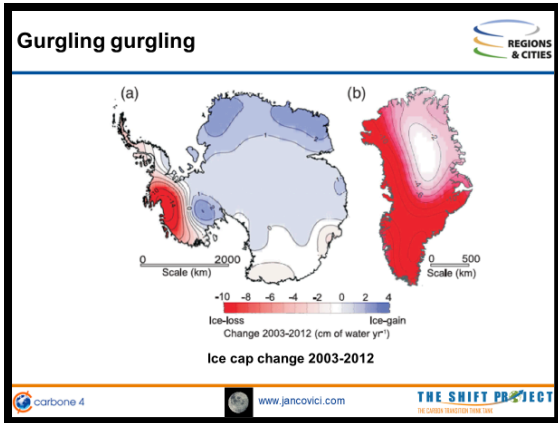 Gurgling gurgling
REGIONS
& CITIES
(a)
(b)
0 2000
Scale (km)
0 500
Scale (km)
-10 -8 -6 -4 -2 0 2 4
Ice-loss Ice-gain
Change 2003-2012 (cm of water yr⁻¹)
Ice cap change 2003-2012
carbone 4
www.jancovici.com
THE SHIFT PROJECT
THE CARBON TRANSITION THINK TANK